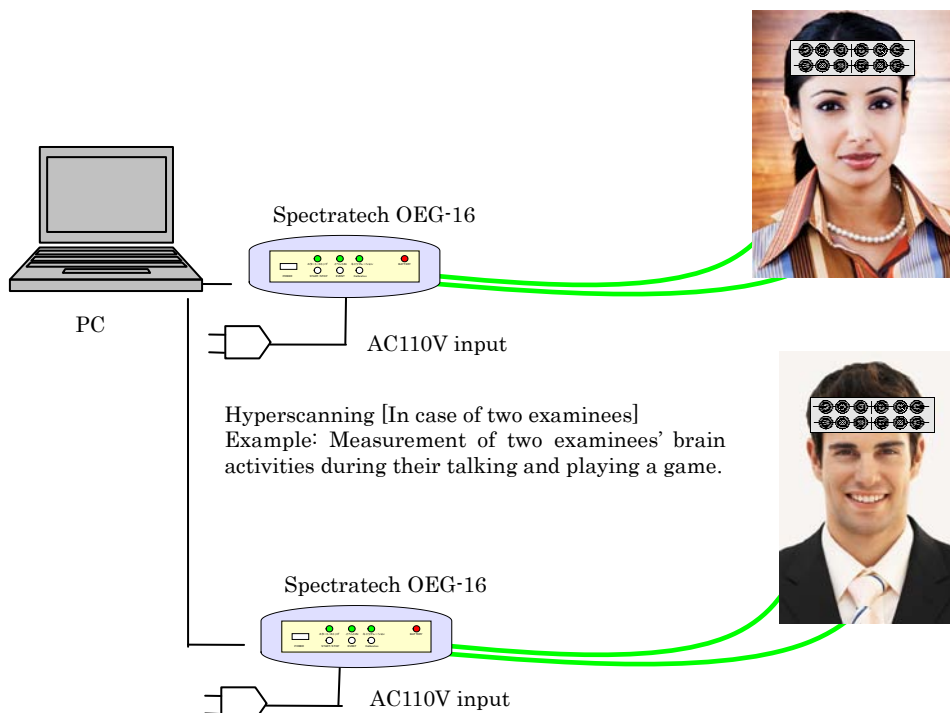 Spectratech OEG-16
PC
AC110V input
Hyperscanning [In case of two examinees]
Example: Measurement of two examinees' brain
activities during their talking and playing a game.
Spectratech OEG-16
AC110V input